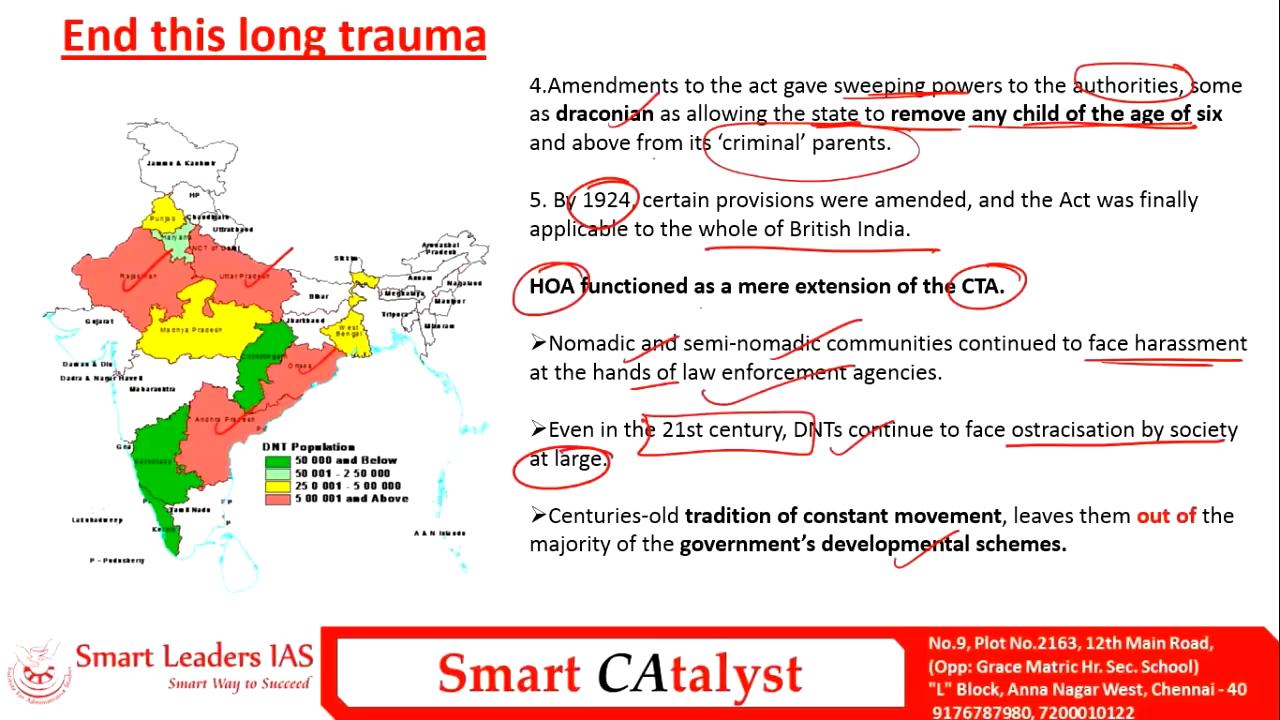 End this long trauma
4.Amendments to the act gave sweeping powers to the authorities, some
as draconian as allowing the state to remove any child of the age of six
and above from its ‘criminal’ parents.
5. By 1924, certain provisions were amended, and the Act was finally
applicable to the whole of British India.
HOA functioned as a mere extension of the CTA.
➢Nomadic and semi-nomadic communities continued to face harassment
at the hands of law enforcement agencies.
➢Even in the 21st century, DNTs continue to face ostracisation by society
at large.
➢Centuries-old tradition of constant movement, leaves them out of the
majority of the government’s developmental schemes.
Jammu & Kashmir
HP
Punjab
Chandigarh
Uttrathand
Haryana
NCT of Delhi
Rajasthan
Uttar Pradesh
Sikkim
Arunachal
Pradesh
Assam
Nagaland
Bihar
Meghalya
Manipur
Tripura
Mizoram
Jharkhand
Gujarat
Madhya Pradesh
West
Bengal
Chhattisgarh
Orissa
Daman & Diu
Dadra & Nagar Haveli
Maharashtra
Andhra Pradesh
Goa
Karnataka
Tamil Nadu
Kerala
Lakshadweep
A & N Islands
P - Puducherry
DNT Population
50 000 and Below
50 001 - 2 50 000
25 0 001 - 5 00 000
5 00 001 and Above
Smart Leaders IAS
Smart Way to Succeed
Smart CAtalyst
No.9, Plot No.2163, 12th Main Road,
(Opp: Grace Matric Hr. Sec. School)
"L" Block, Anna Nagar West, Chennai - 40
9176787980, 7200010122